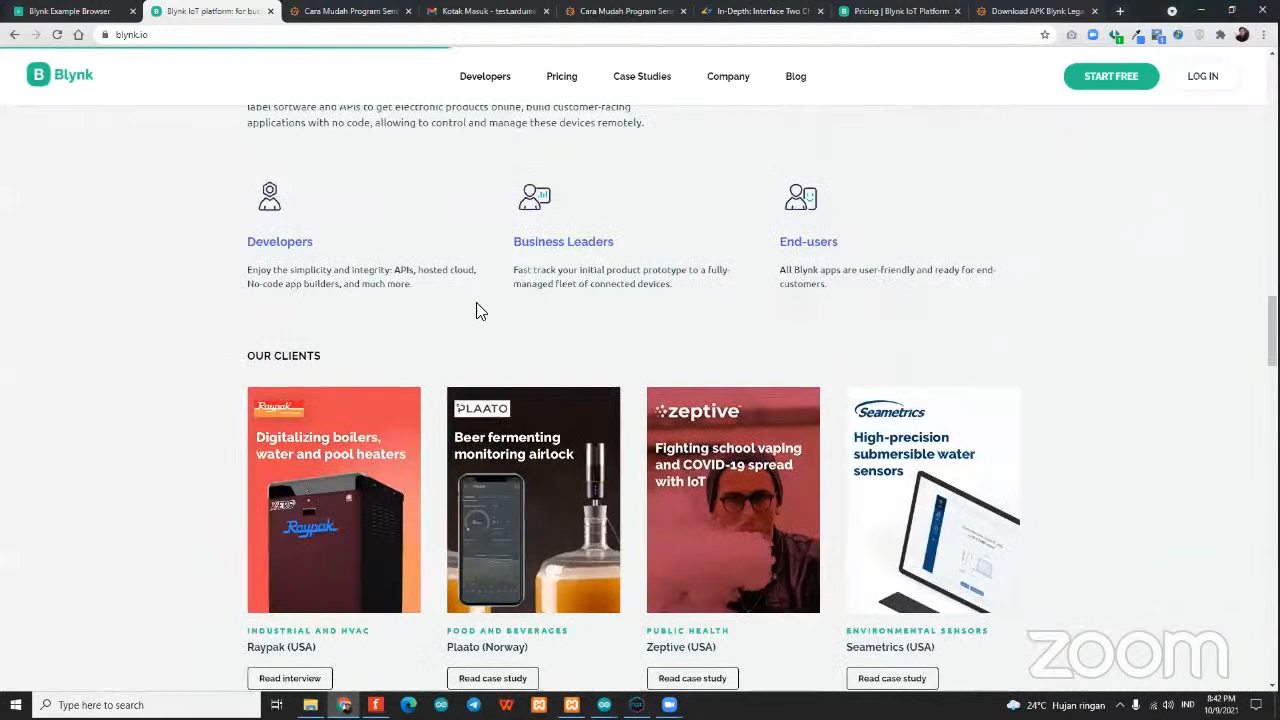 Blynk Example Browser
Blynk IoT platform for bus
Cara Mudah Program Sens
Kotak Masuk - test.ardume
Cara Mudah Program Sens
In-Depth: Interface Two Ch
Pricing | Blynk IoT Platform
Download APK Blynk Lega
blynk.io
B Blynk
Developers
Pricing
Case Studies
Company
Blog
START FREE
LOG IN
label software and APIs to get electronic products online, build customer-facing
applications with no code, allowing to control and manage these devices remotely.
Developers
Enjoy the simplicity and integrity: APIs, hosted cloud,
No-code app builders, and much more.
Business Leaders
Fast track your initial product prototype to a fully-
managed fleet of connected devices.
End-users
All Blynk apps are user-friendly and ready for end-
customers.
OUR CLIENTS
Raypak
Digitalizing boilers,
water and pool heaters
XERS
Raypak
INDUSTRIAL AND HVAC
Raypak (USA)
Read interview
PLAATO
Beer fermenting
monitoring airlock
FOOD AND BEVERAGES
Plaato (Norway)
Read case study
zeptive
Fighting school vaping
and COVID-19 spread
with IoT
PUBLIC HEALTH
Zeptive (USA)
Read case study
Seametrics
High-precision
submersible water
sensors
ENVIRONMENTAL SENSORS
Seametrics (USA)
Read case study
zoom
Type here to search
24°C Hujan ringan
IND
8:42 PM
10/9/2021